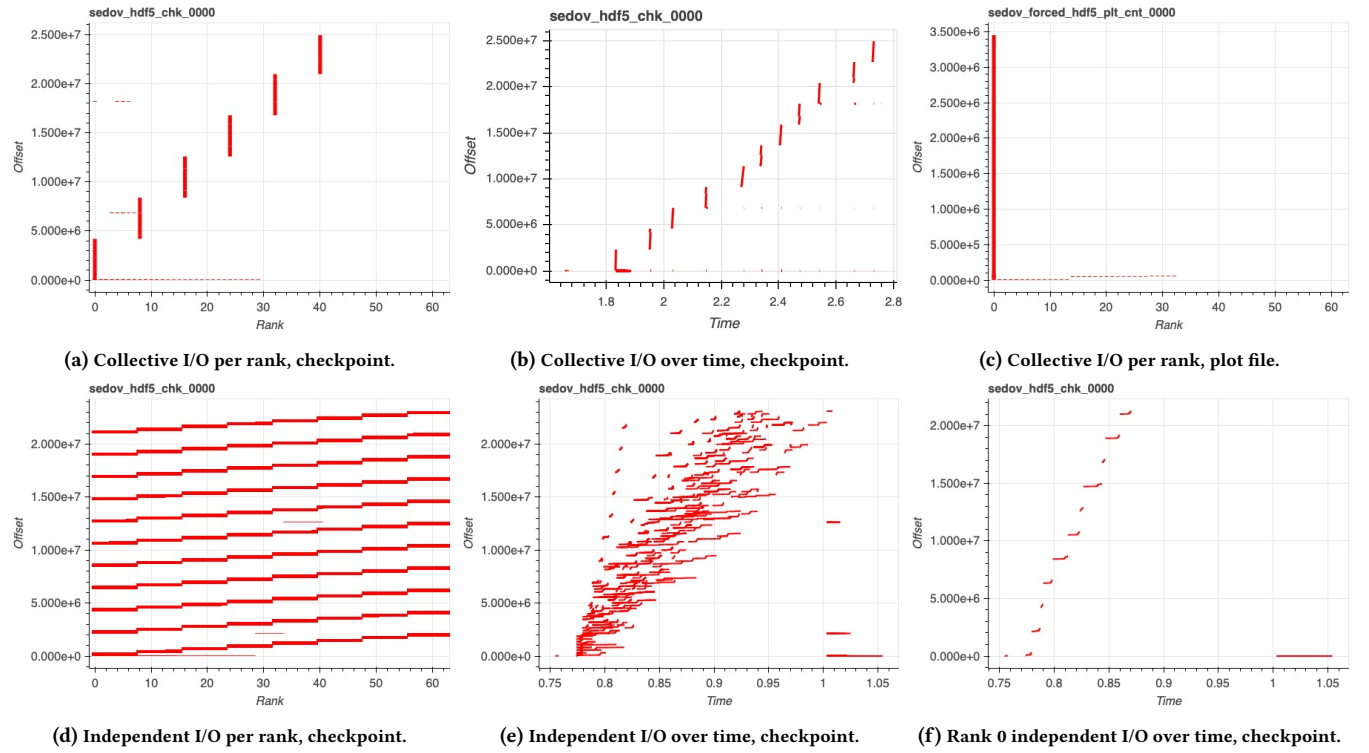 sedov_hdf5_chk_0000
2.500e+7
2.000e+7
1.500e+7
1.000e+7
5.000e+6
0.000e+0
Offset
0 10 20 30 40 50 60
Rank
(a) Collective I/O per rank, checkpoint.
sedov_hdf5_chk_0000
2.500e+7
2.000e+7
1.500e+7
1.000e+7
5.000e+6
0.000e+0
Offset
1.8 2 2.2 2.4 2.6 2.8
Time
(b) Collective I/O over time, checkpoint.
sedov_forced_hdf5_plt_cnt_0000
3.500e+6
3.000e+6
2.500e+6
2.000e+6
1.500e+6
1.000e+6
5.000e+5
0.000e+0
Offset
0 10 20 30 40 50 60
Rank
(c) Collective I/O per rank, plot file.
sedov_hdf5_chk_0000
2.000e+7
1.500e+7
1.000e+7
5.000e+6
0.000e+0
Offset
0 10 20 30 40 50 60
Rank
(d) Independent I/O per rank, checkpoint.
sedov_hdf5_chk_0000
2.000e+7
1.500e+7
1.000e+7
5.000e+6
0.000e+0
Offset
0.75 0.8 0.85 0.9 0.95 1 1.05
Time
(e) Independent I/O over time, checkpoint.
sedov_hdf5_chk_0000
2.000e+7
1.500e+7
1.000e+7
5.000e+6
0.000e+0
Offset
0.75 0.8 0.85 0.9 0.95 1 1.05
Time
(f) Rank 0 independent I/O over time, checkpoint.